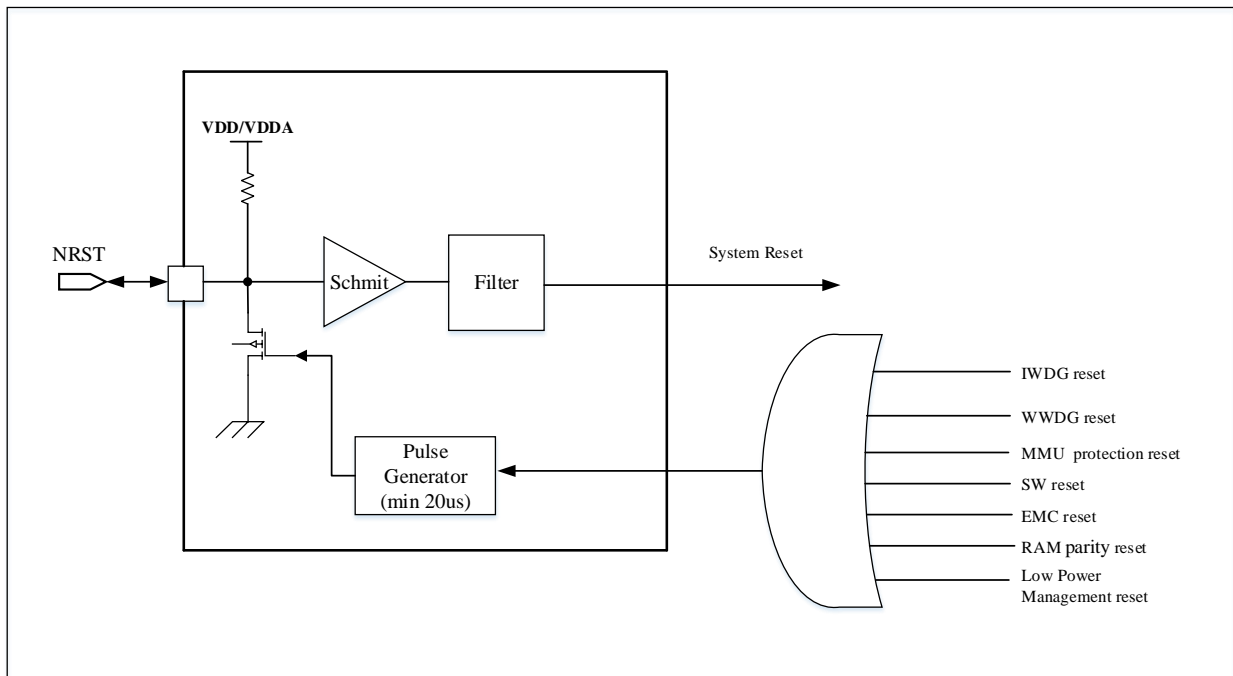 VDD/VDDA
NRST
Schmit
Filter
System Reset
Pulse
Generator
(min 20us)
IWDG reset
WWDG reset
MMU protection reset
SW reset
EMC reset
RAM parity reset
Low Power
Management reset